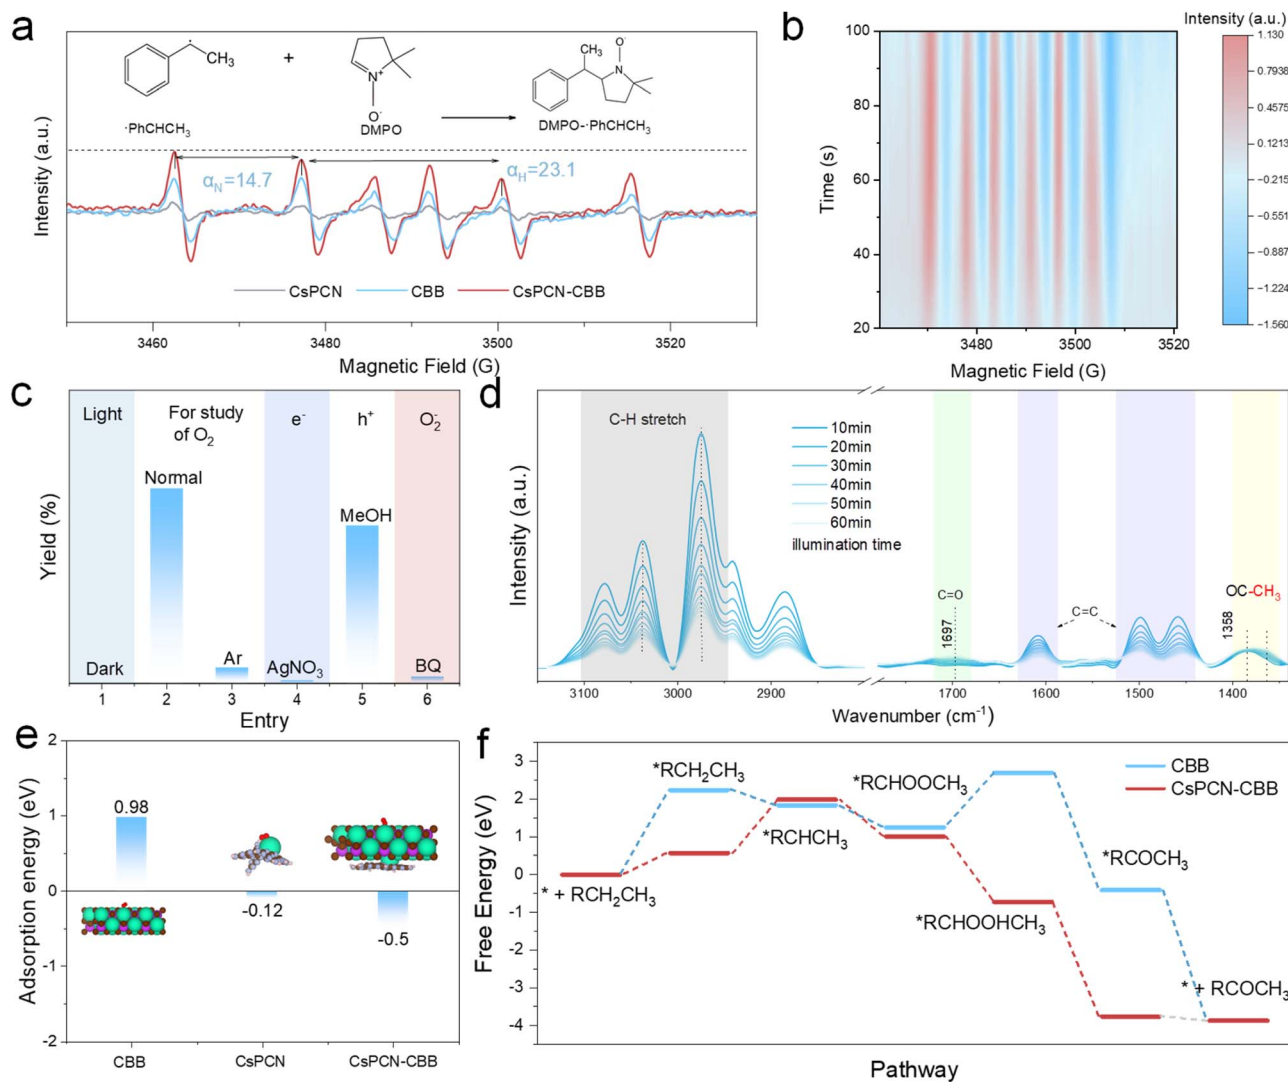 a
·
CH₃
+
N⁺
O⁻
CH₃
O·
N
·PhCHCH₃
DMPO
DMPO-·PhCHCH₃
α_N=14.7
α_H=23.1
Intensity (a.u.)
CsPCN
CBB
CsPCN-CBB
3460
3480
3500
3520
Magnetic Field (G)
b
Intensity (a.u.)
1.130
0.7938
0.4575
0.1213
-0.2150
-0.551
-0.887
-1.224
-1.560
100
80
60
40
20
Time (s)
3480
3500
3520
Magnetic Field (G)
c
Light
For study
of O₂
e⁻
h⁺
O₂⁻
Normal
MeOH
Dark
Ar
AgNO₃
BQ
Yield (%)
1
2
3
4
5
6
Entry
d
C-H stretch
10min
20min
30min
40min
50min
60min
illumination time
C=O
1697
C=C
OC-CH₃
1358
Intensity (a.u.)
3100
3000
2900
1700
1600
1500
1400
Wavenumber (cm⁻¹)
e
2
1
0
-1
-2
Adsorption energy (eV)
0.98
-0.12
-0.5
CBB
CsPCN
CsPCN-CBB
f
3
2
1
0
-1
-2
-3
-4
Free Energy (eV)
CBB
CsPCN-CBB
* + RCH₂CH₃
*RCH₂CH₃
*RCHCH₃
*RCHOOCH₃
*RCHOOHCH₃
*RCOCH₃
* + RCOCH₃
Pathway